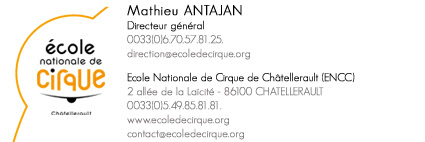 école
nationale de
cirque
Châtellerault
Mathieu ANTAJAN
Directeur général
0033(0)6.70.57.81.25.
direction@ecoledecirque.org
Ecole Nationale de Cirque de Châtellerault (ENCC)
2 allée de la Laïcité - 86100 CHATELLERAULT
0033(0)5.49.85.81.81.
www.ecoledecirque.org
contact@ecoledecirque.org